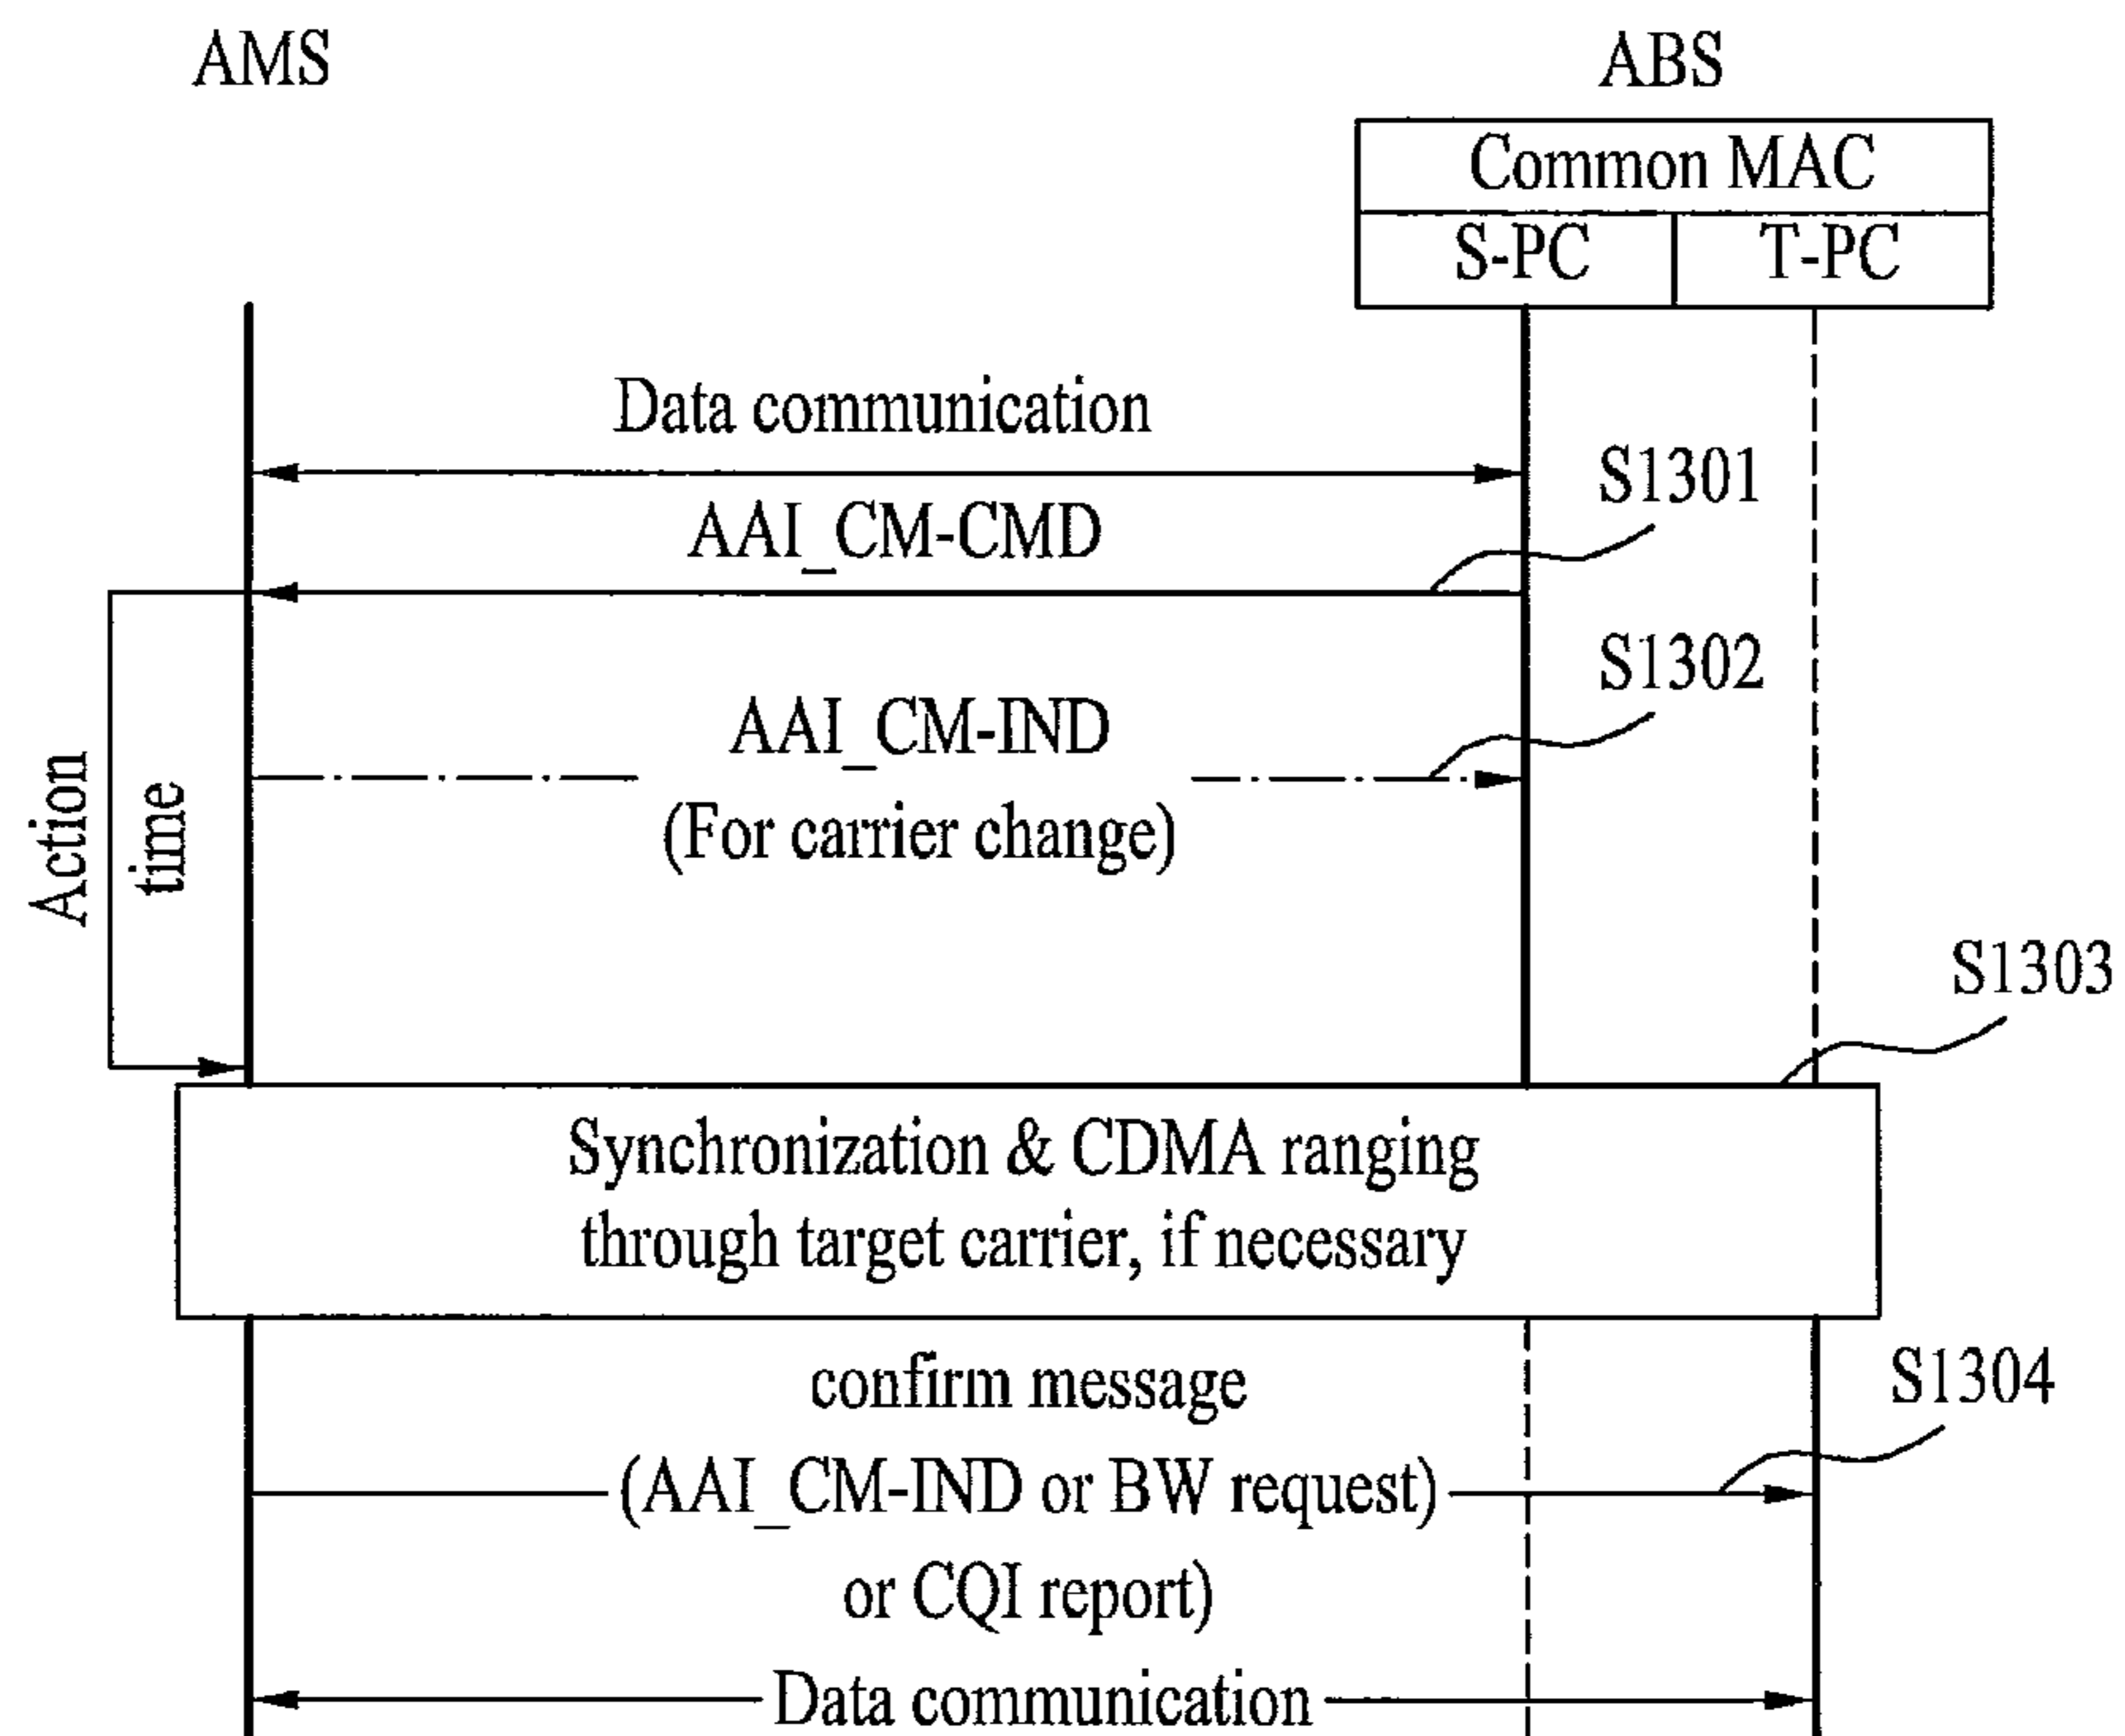 AMS
ABS
Common MAC
S-PC
T-PC
Data communication
S1301
AAI_CM-CMD
S1302
AAI_CM-IND
(For carrier change)
Action
time
S1303
Synchronization & CDMA ranging
through target carrier, if necessary
confirm message
S1304
(AAI_CM-IND or BW request)
or CQI report)
Data communication